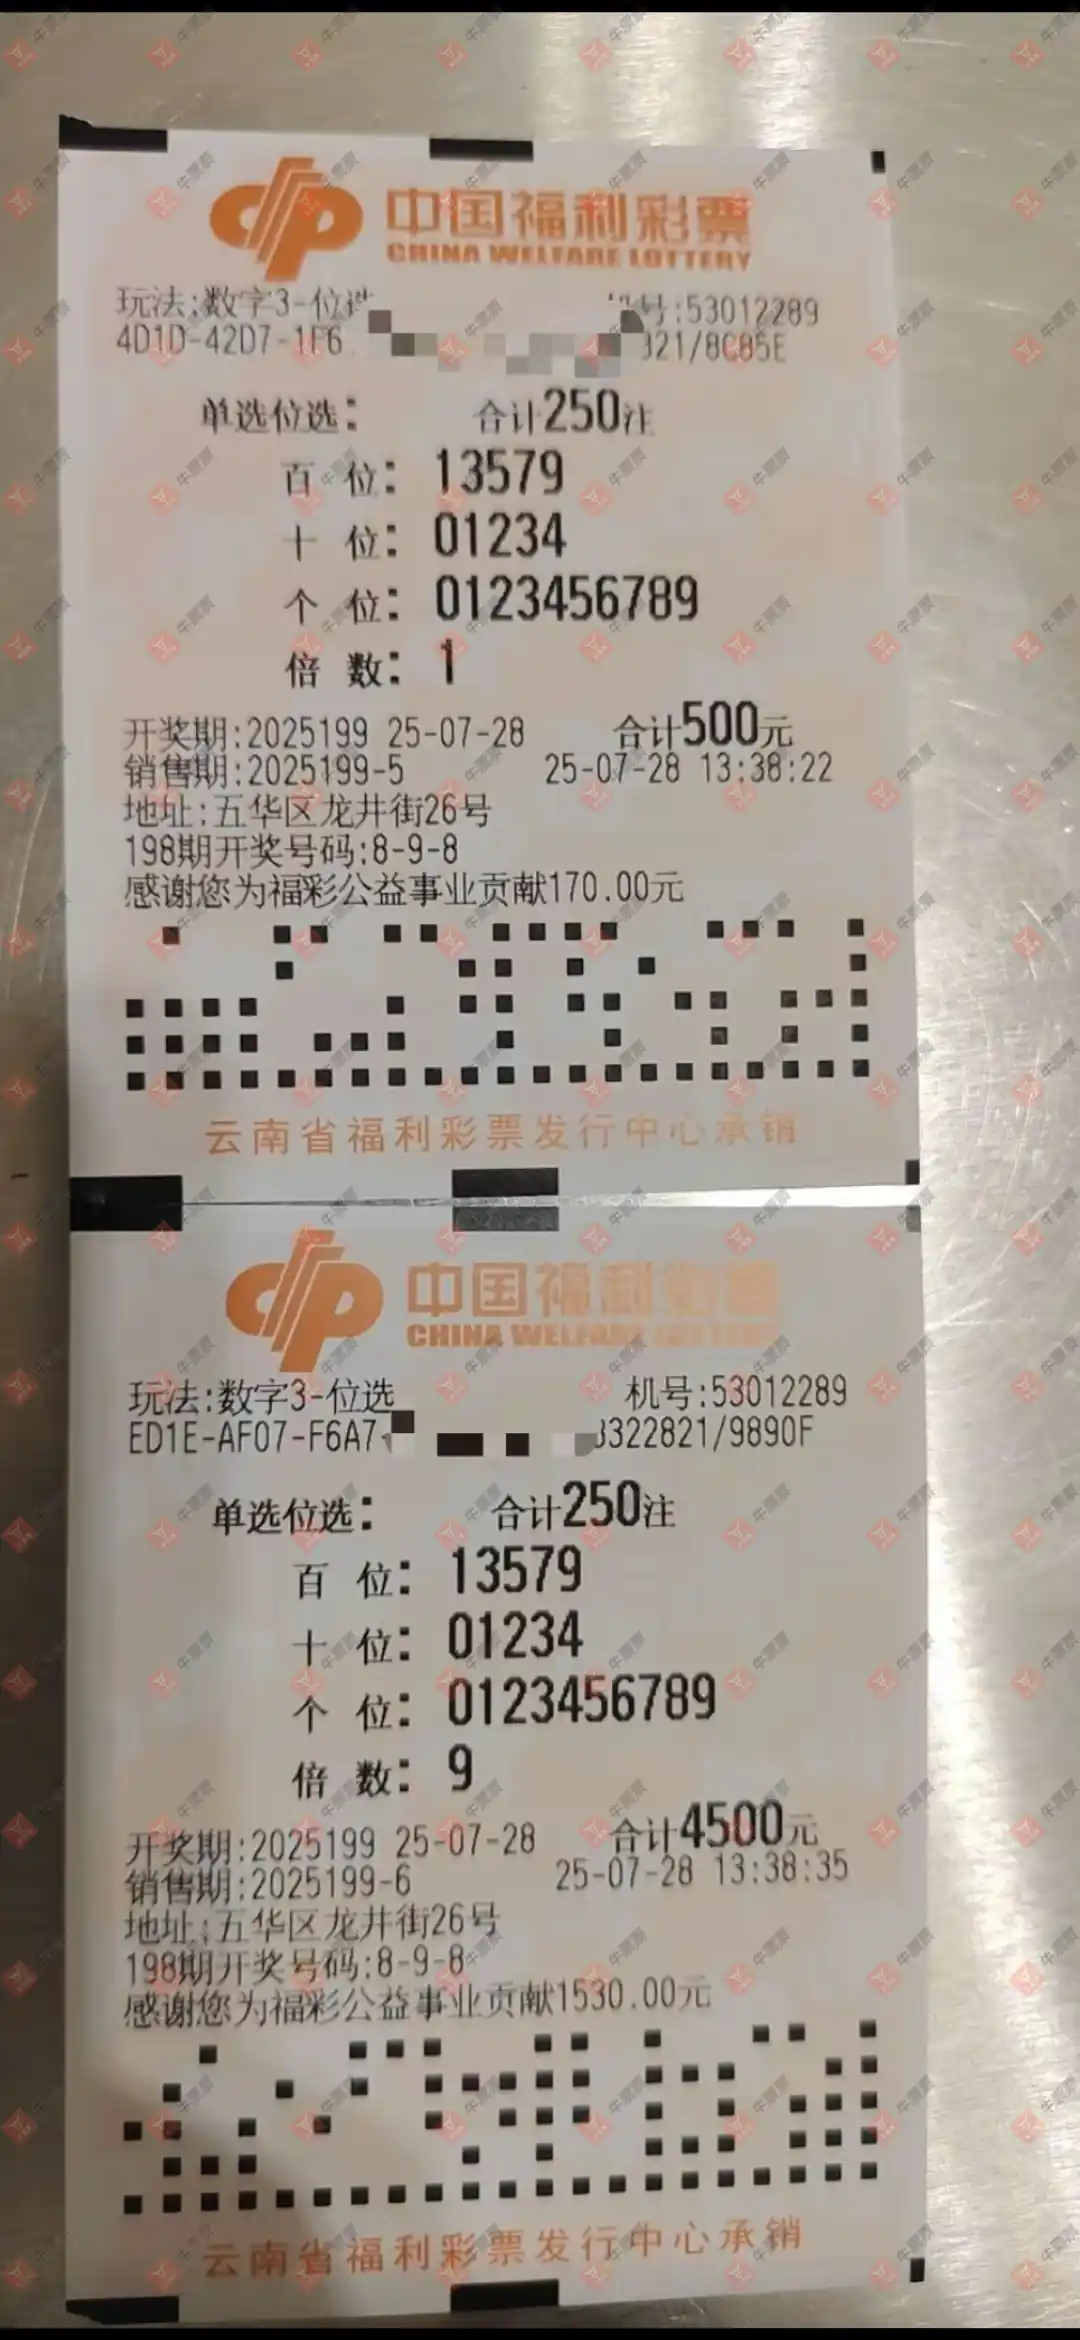 中国福利彩票
CHINA WELFARE LOTTERY
玩法:数字3-位选 机号:53012289
4D1D-42D7-1F6 321/8C85E
单选位选: 合计250注
百 位: 13579
十 位: 01234
个 位: 0123456789
倍 数: 1
开奖期:2025199 25-07-28 合计500元
销售期:2025199-5 25-07-28 13:38:22
地址:五华区龙井街26号
198期开奖号码:8-9-8
感谢您为福彩公益事业贡献170.00元
云南省福利彩票发行中心承销
中国福利彩票
CHINA WELFARE LOTTERY
玩法:数字3-位选 机号:53012289
ED1E-AF07-F6A7- 3322821/9890F
单选位选: 合计250注
百 位: 13579
十 位: 01234
个 位: 0123456789
倍 数: 9
开奖期:2025199 25-07-28 合计4500元
销售期:2025199-6 25-07-28 13:38:35
地址:五华区龙井街26号
198期开奖号码:8-9-8
感谢您为福彩公益事业贡献1530.00元
云南省福利彩票发行中心承销